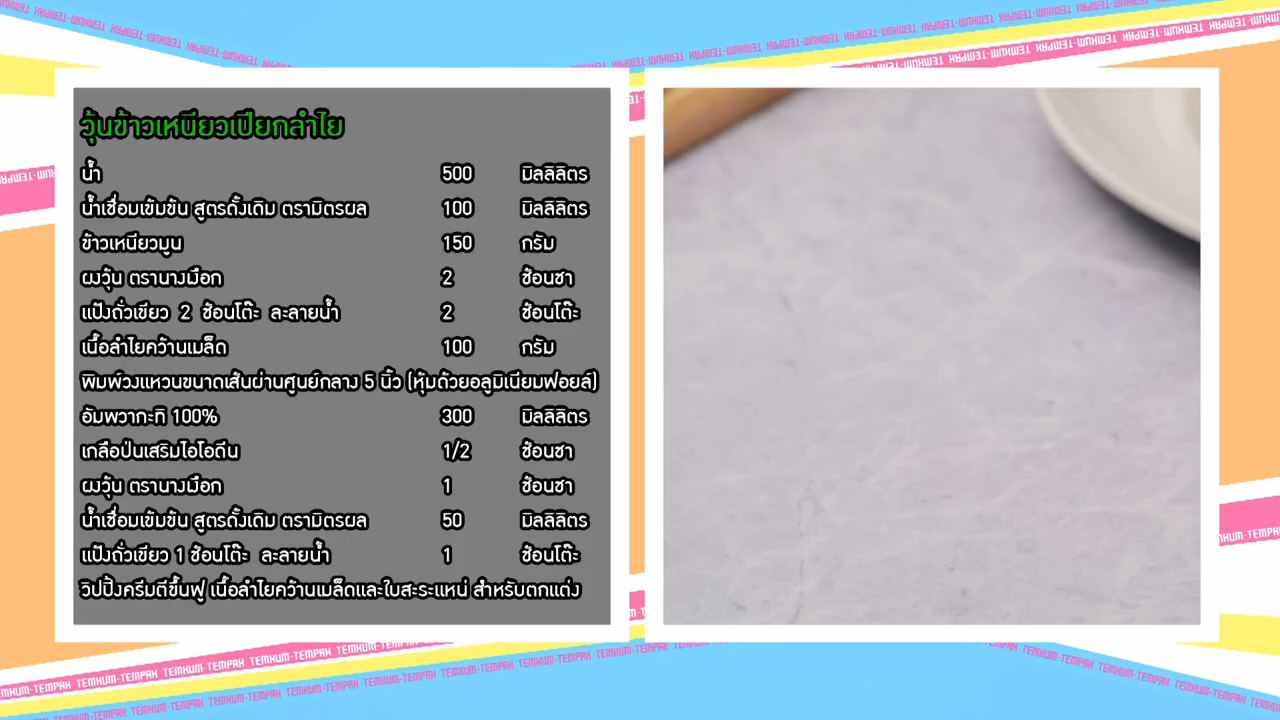 วุ้นข้าวเหนียวเปียกลำไย
น้ำ 500 มิลลิลิตร
น้ำเชื่อมเข้มข้น สูตรดั้งเดิม ตรามิตรผล 100 มิลลิลิตร
ข้าวเหนียวมูน 150 กรัม
ผงวุ้น ตรานางเงือก 2 ช้อนชา
แป้งถั่วเขียว 2 ช้อนโต๊ะ ละลายน้ำ 2 ช้อนโต๊ะ
เนื้อลำไยคว้านเมล็ด 100 กรัม
พิมพ์วงแหวนขนาดเส้นผ่านศูนย์กลาง 5 นิ้ว (หุ้มด้วยอลูมิเนียมฟอยล์)
อัมพวากะทิ 100% 300 มิลลิลิตร
เกลือป่นเสริมไอโอดีน 1/2 ช้อนชา
ผงวุ้น ตรานางเงือก 1 ช้อนชา
น้ำเชื่อมเข้มข้น สูตรดั้งเดิม ตรามิตรผล 50 มิลลิลิตร
แป้งถั่วเขียว 1 ช้อนโต๊ะ ละลายน้ำ 1 ช้อนโต๊ะ
วิปปิ้งครีมตีขึ้นฟู เนื้อลำไยคว้านเมล็ดและใบสะระแหน่ สำหรับตกแต่ง
TEMHUM-TEMPAK TEMHUM-TEMPAK TEMHUM-TEMPAK